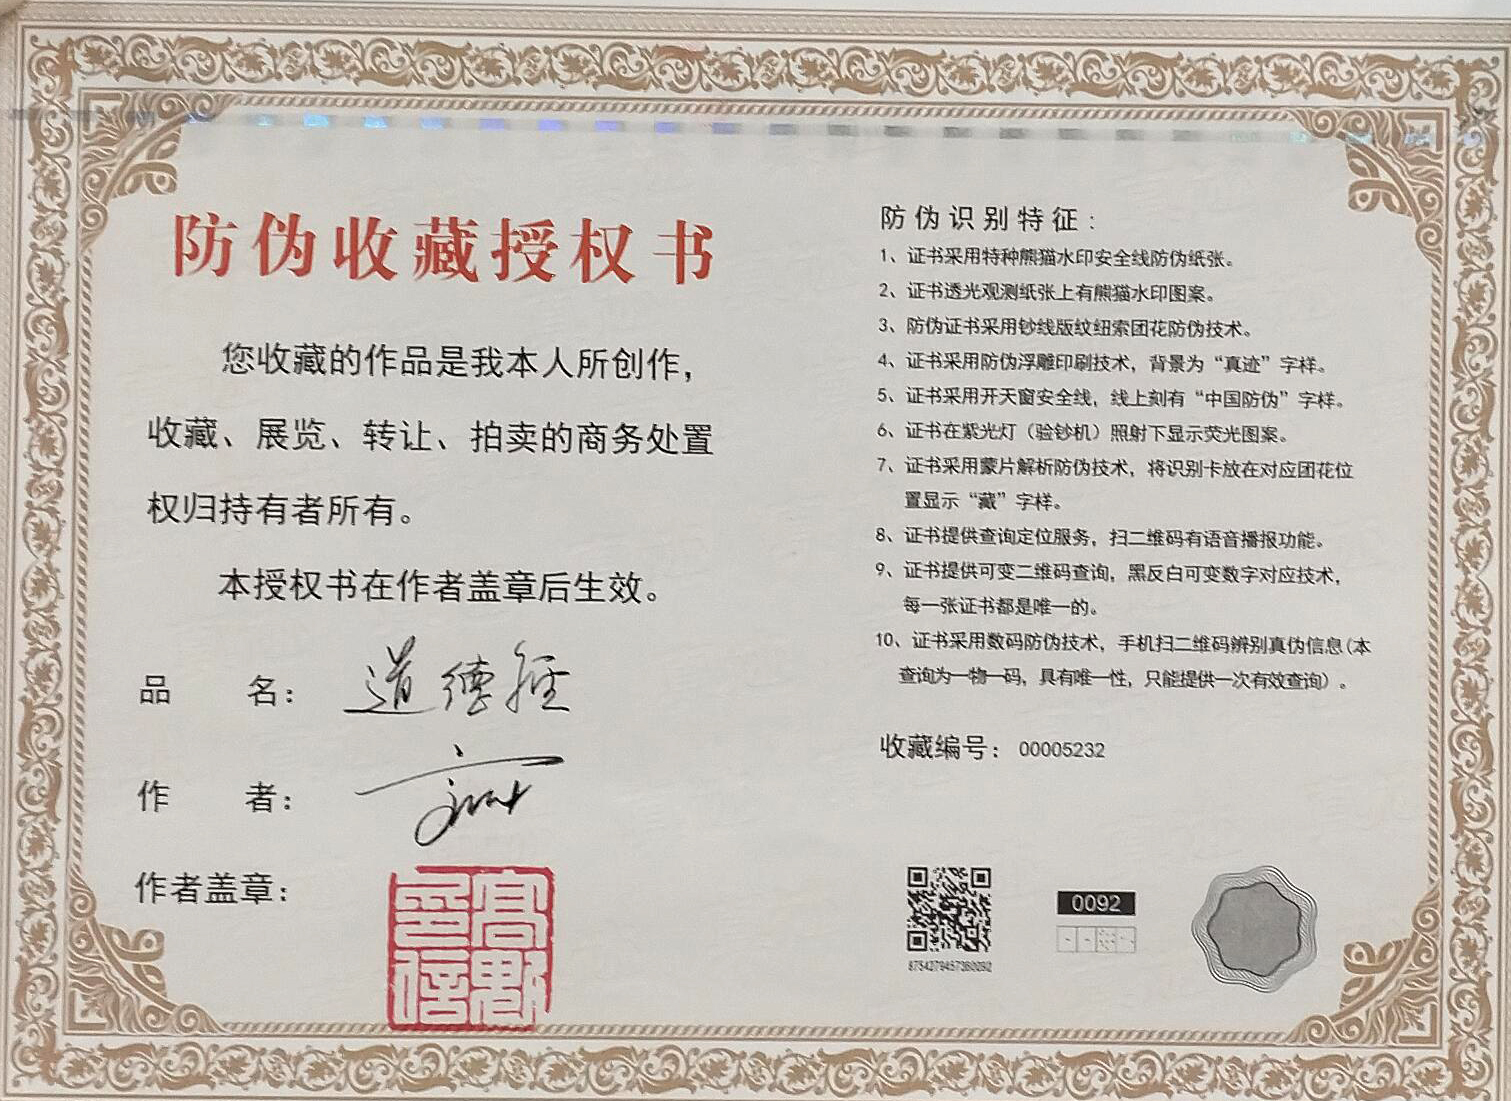 防伪收藏授权书
您收藏的作品是我本人所创作，
收藏、展览、转让、拍卖的商务处置
权归持有者所有。
本授权书在作者盖章后生效。
品 名：道德经
作 者：
作者盖章：
防伪识别特征：
1、证书采用特种熊猫水印安全线防伪纸张。
2、证书透光观测纸张上有熊猫水印图案。
3、防伪证书采用钞线版纹纽索团花防伪技术。
4、证书采用防伪浮雕印刷技术，背景为“真迹”字样。
5、证书采用开天窗安全线，线上刻有“中国防伪”字样。
6、证书在紫光灯（验钞机）照射下显示荧光图案。
7、证书采用蒙片解析防伪技术，将识别卡放在对应团花位
置显示“藏”字样。
8、证书提供查询定位服务，扫二维码有语音播报功能。
9、证书提供可变二维码查询，黑反白可变数字对应技术，
每一张证书都是唯一的。
10、证书采用数码防伪技术，手机扫二维码辨别真伪信息(本
查询为一物一码，具有唯一性，只能提供一次有效查询）。
收藏编号：00005232
0092
8754279457360092